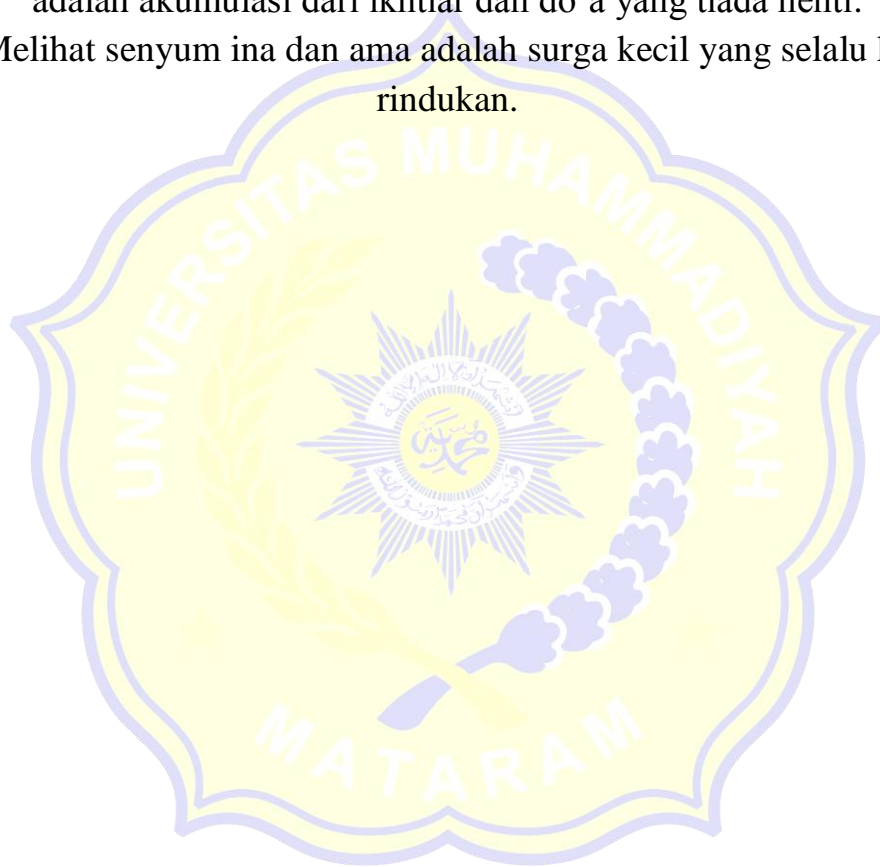 adalah akumulasi dari ikhtiar dan do'a yang tiada henti.
Melihat senyum ina dan ama adalah surga kecil yang selalu
rindukan.
UNIVERSITAS MUHAMMADIYAH
MATARAM